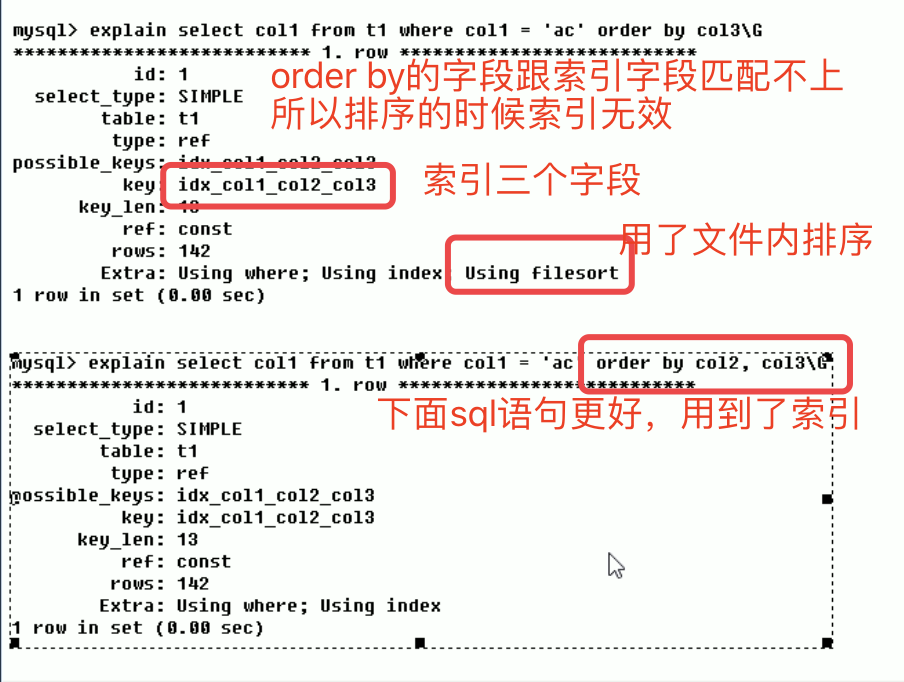 mysql> explain select col1 from t1 where col1 = 'ac' order by col3\G
*************************** 1. row ***************************
id: 1
order by的字段跟索引字段匹配不上
select_type: SIMPLE
所以排序的时候索引无效
table: t1
type: ref
possible_keys: idx_col1_col2_col3
key: idx_col1_col2_col3
索引三个字段
key_len: 13
ref: const
用了文件内排序
rows: 142
Extra: Using where; Using index; Using filesort
1 row in set (0.00 sec)
mysql> explain select col1 from t1 where col1 = 'ac' order by col2, col3\G
*************************** 1. row ***************************
id: 1
下面sql语句更好，用到了索引
select_type: SIMPLE
table: t1
type: ref
possible_keys: idx_col1_col2_col3
key: idx_col1_col2_col3
key_len: 13
ref: const
rows: 142
Extra: Using where; Using index
1 row in set (0.00 sec)